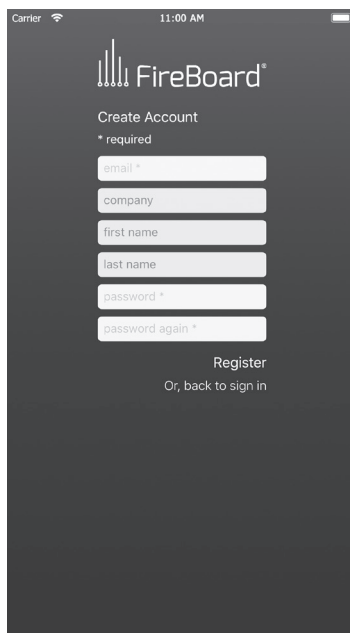 Carrier 11:00 AM
FireBoard®
Create Account
* required
email *
company
first name
last name
password *
password again *
Register
Or, back to sign in